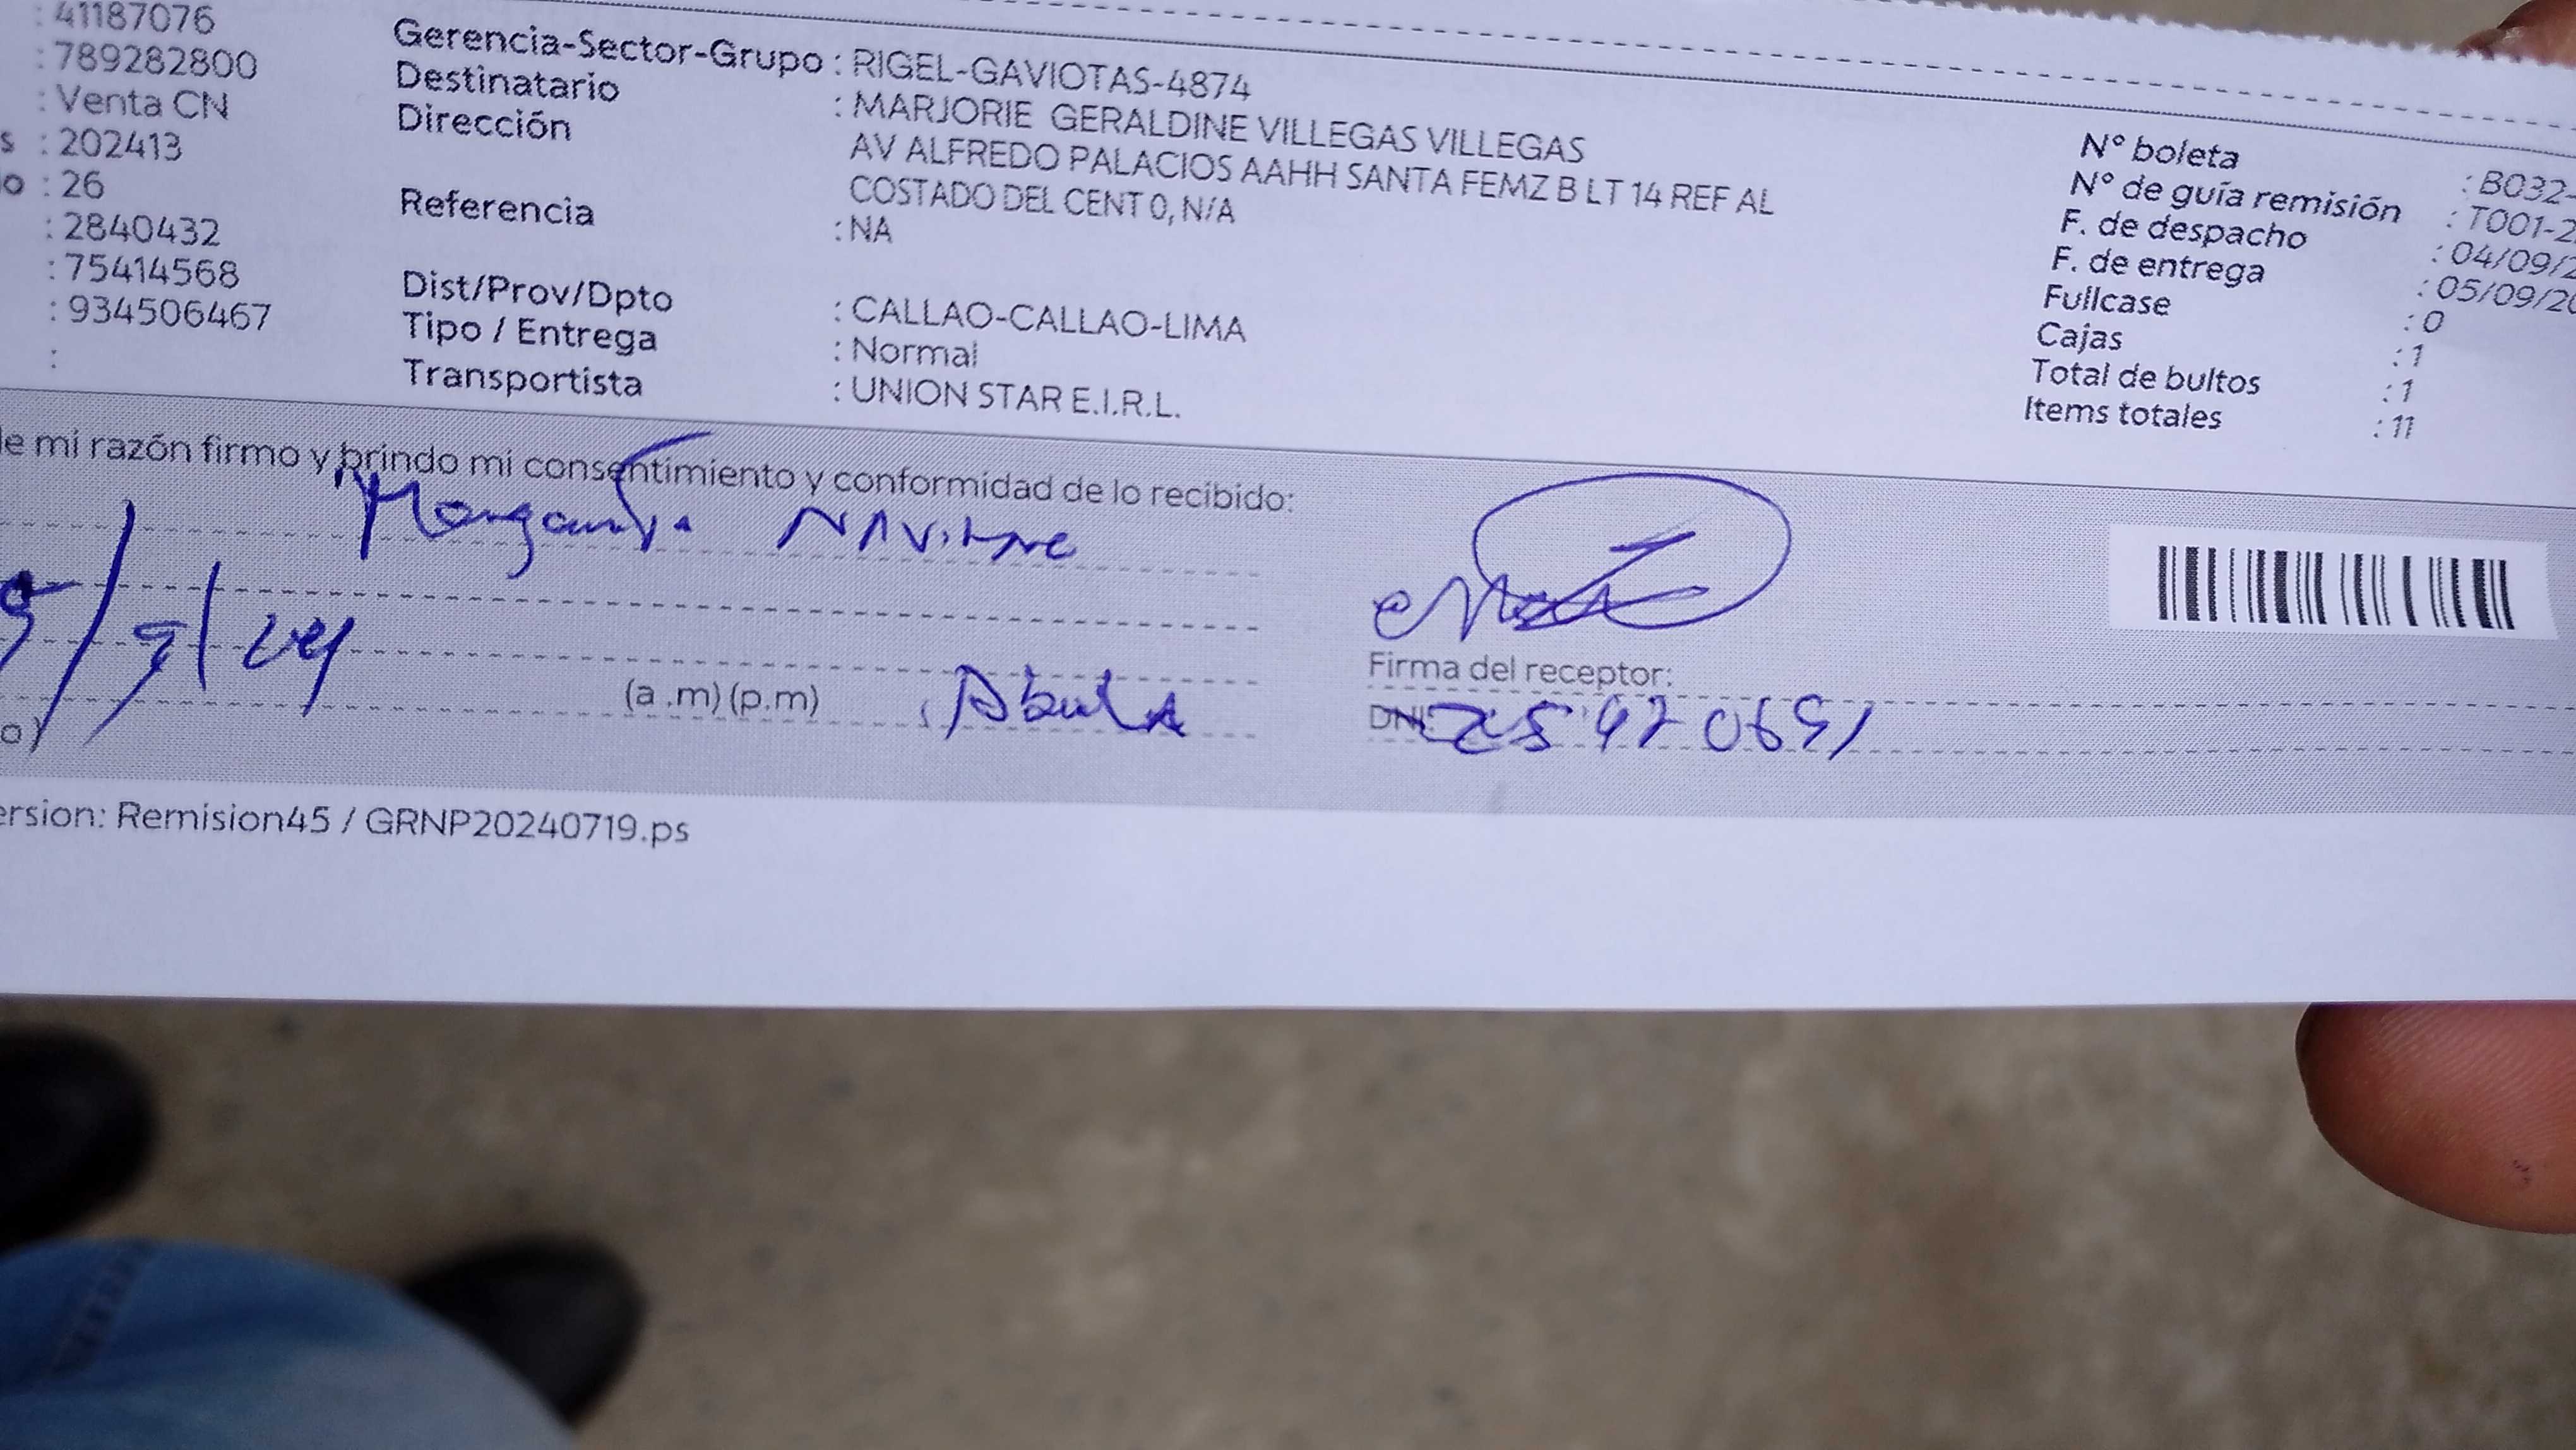 : 41187076
: 789282800
: Venta CN
s : 202413
o : 26
: 2840432
: 75414568
: 934506467
:
Gerencia-Sector-Grupo : RIGEL-GAVIOTAS-4874
Destinatario : MARJORIE GERALDINE VILLEGAS VILLEGAS
Dirección AV ALFREDO PALACIOS AAHH SANTA FEMZ B LT 14 REF AL
COSTADO DEL CENT 0, N/A
Referencia : NA
Dist/Prov/Dpto : CALLAO-CALLAO-LIMA
Tipo / Entrega : Normal
Transportista : UNION STAR E.I.R.L.
N° boleta : B032-
N° de guía remisión : T001-2
F. de despacho : 04/09/2
F. de entrega : 05/09/20
Fullcase : 0
Cajas : 1
Total de bultos : 1
Items totales : 11
de mi razón firmo y brindo mi consentimiento y conformidad de lo recibido:
5/9/24
(a .m) (p.m)
Abuela
o)
Firma del receptor:
DNI:
ersion: Remision45 / GRNP20240719.ps